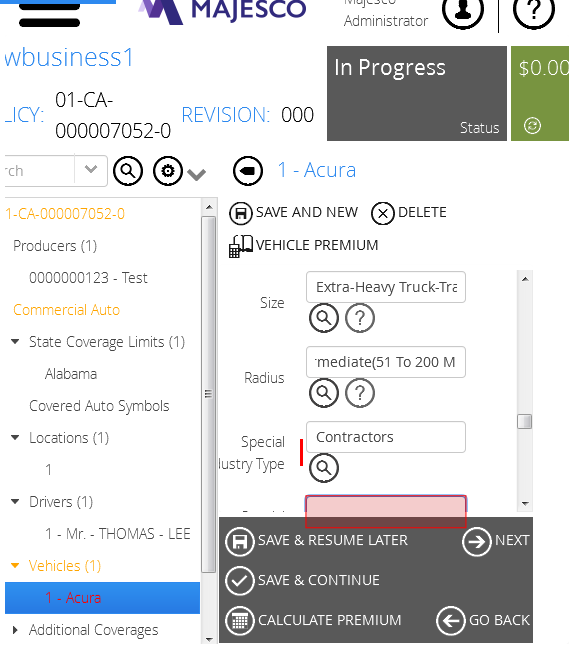 MAJESCO
Majesco
Administrator
wbusiness1
LICY: 01-CA-
000007052-0
REVISION: 000
In Progress
Status
$0.00
rch
1 - Acura
1-CA-000007052-0
Producers (1)
0000000123 - Test
Commercial Auto
State Coverage Limits (1)
Alabama
Covered Auto Symbols
Locations (1)
1
Drivers (1)
1 - Mr. - THOMAS - LEE
Vehicles (1)
1 - Acura
Additional Coverages
SAVE AND NEW
DELETE
VEHICLE PREMIUM
Size
Extra-Heavy Truck-Tra
Radius
rmediate(51 To 200 M
Special
dustry Type
Contractors
SAVE & RESUME LATER
NEXT
SAVE & CONTINUE
CALCULATE PREMIUM
GO BACK